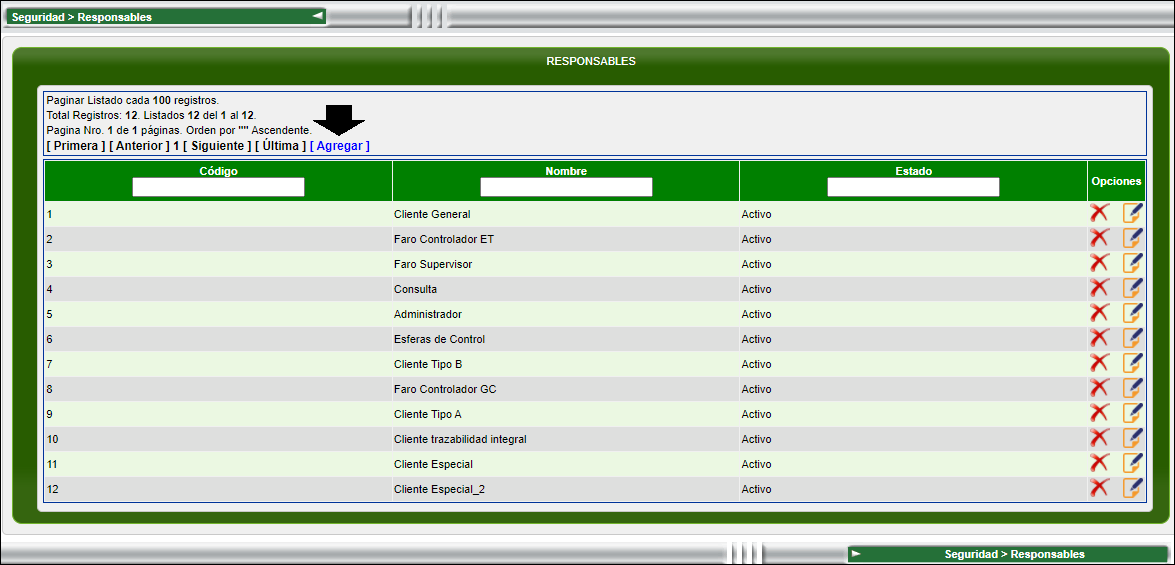 Seguridad > Responsables
RESPONSABLES
Paginar Listado cada 100 registros.
Total Registros: 12. Listados 12 del 1 al 12.
Pagina Nro. 1 de 1 páginas. Orden por "" Ascendente.
[ Primera ] [ Anterior ] 1 [ Siguiente ] [ Última ] [ Agregar ]
Código Nombre Estado Opciones
1 Cliente General Activo
2 Faro Controlador ET Activo
3 Faro Supervisor Activo
4 Consulta Activo
5 Administrador Activo
6 Esferas de Control Activo
7 Cliente Tipo B Activo
8 Faro Controlador GC Activo
9 Cliente Tipo A Activo
10 Cliente trazabilidad integral Activo
11 Cliente Especial Activo
12 Cliente Especial_2 Activo
Seguridad > Responsables